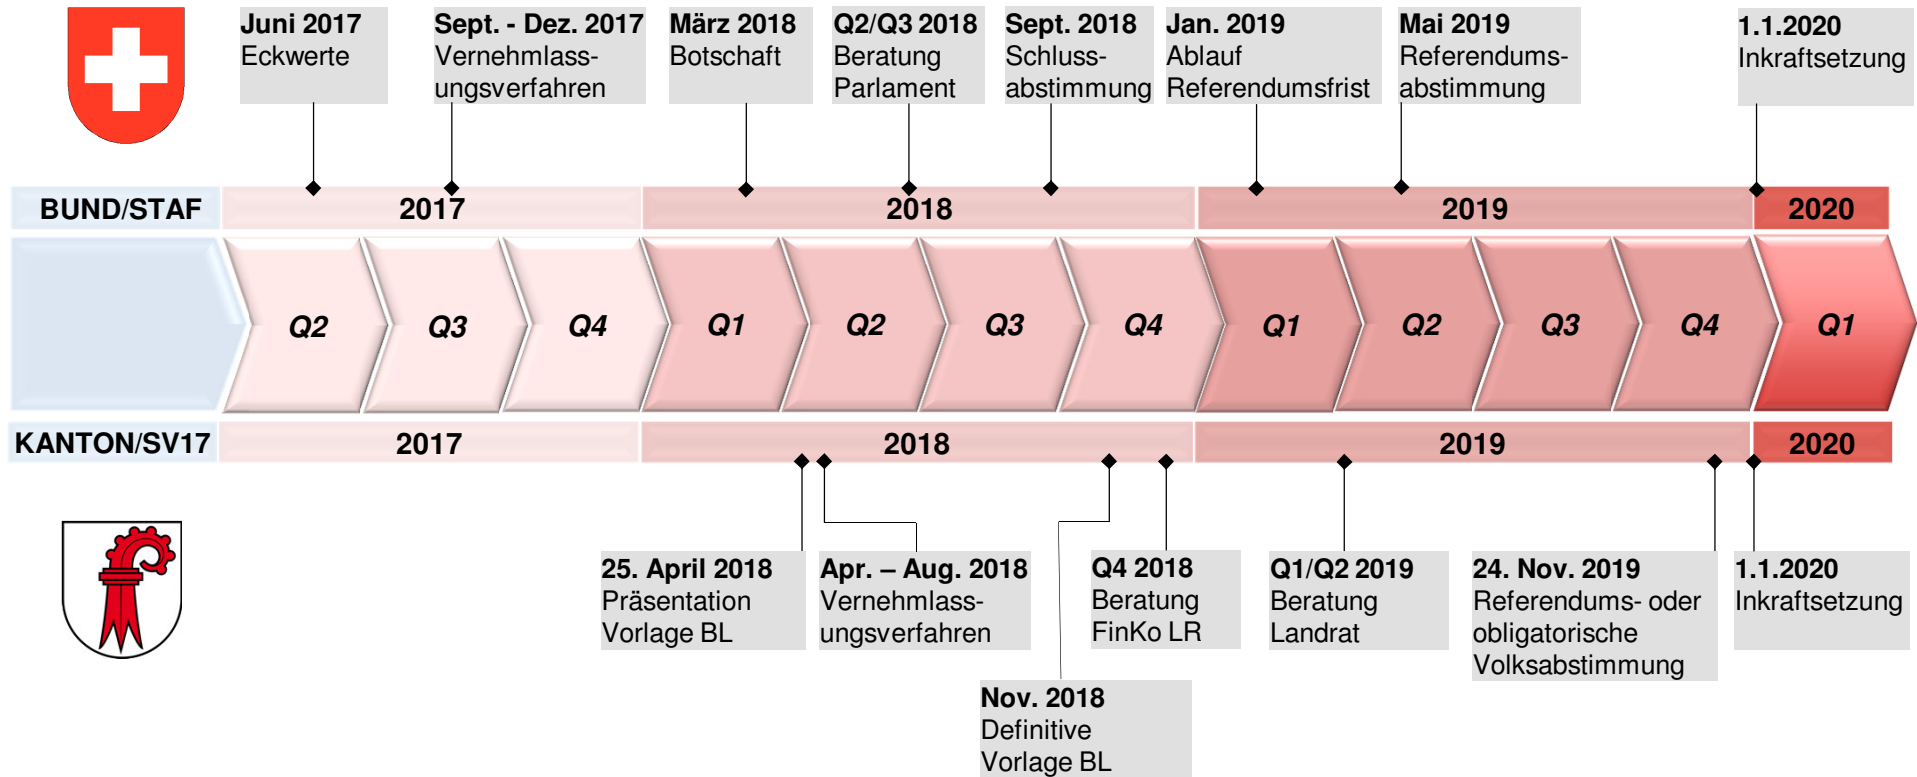 Juni 2017
Eckwerte
Sept. - Dez. 2017
Vernehmlass-
ungsverfahren
März 2018
Botschaft
Q2/Q3 2018
Beratung
Parlament
Sept. 2018
Schluss-
abstimmung
Jan. 2019
Ablauf
Referendumsfrist
Mai 2019
Referendums-
abstimmung
1.1.2020
Inkraftsetzung
BUND/STAF
2017
2018
2019
2020
Q2
Q3
Q4
Q1
Q2
Q3
Q4
Q1
Q2
Q3
Q4
Q1
KANTON/SV17
2017
2018
2019
2020
25. April 2018
Präsentation
Vorlage BL
Apr. – Aug. 2018
Vernehmlass-
ungsverfahren
Nov. 2018
Definitive
Vorlage BL
Q4 2018
Beratung
FinKo LR
Q1/Q2 2019
Beratung
Landrat
24. Nov. 2019
Referendums- oder
obligatorische
Volksabstimmung
1.1.2020
Inkraftsetzung